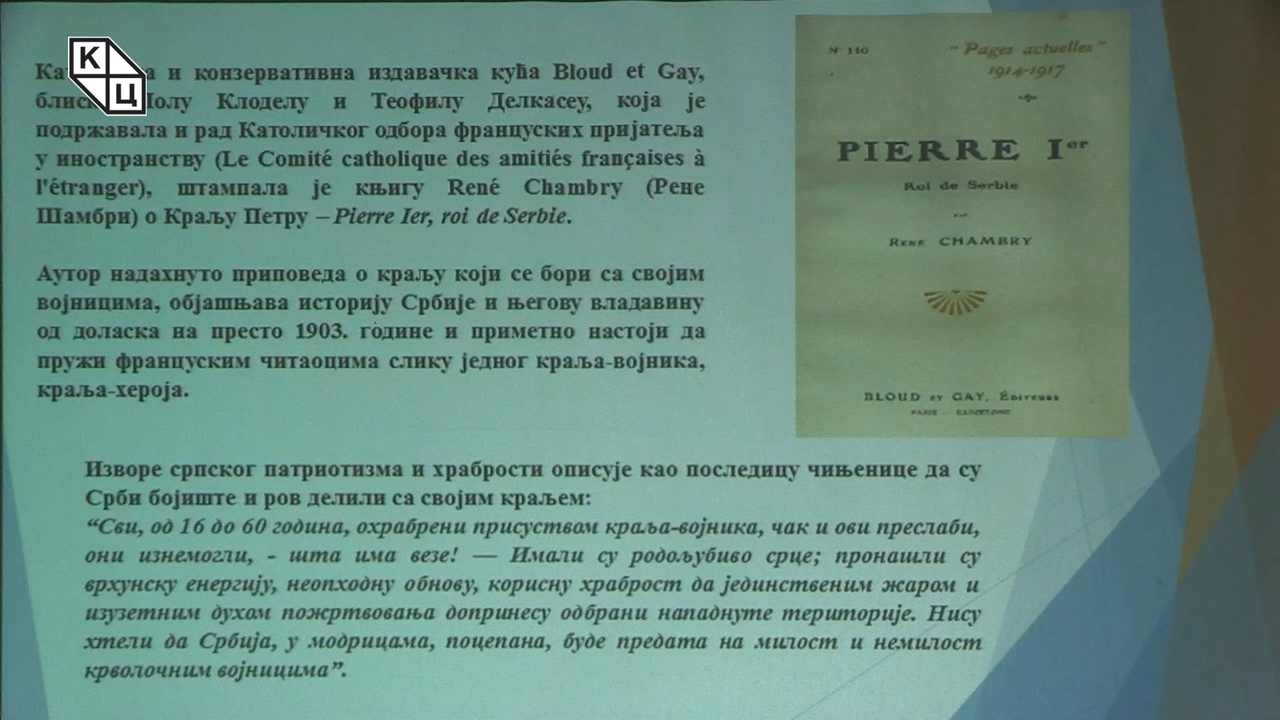 КЦ
и конзервативна издавачка кућа Bloud et Gay,
Клоделу и Теофилу Делкасеу, која је
подржавала и рад Католичког одбора француских пријатеља
у иностранству (Le Comité catholique des amitiés françaises à
l'étranger), штампала је књигу René Chambry (Рене
Шамбри) о Краљу Петру – Pierre Ier, roi de Serbie.
Аутор надахнуто приповеда о краљу који се бори са својим
војницима, објашњава историју Србије и његову владавину
од доласка на престо 1903. године и приметно настоји да
пружи француским читаоцима слику једног краља-војника,
краља-хероја.
N° 110
"Pages actuelles"
1914-1917
PIERRE Ier
Roi de Serbie
PAR
René CHAMBRY
BLOUD ET GAY, Éditeurs
PARIS – BARCELONE
Изворе српског патриотизма и храбрости описује као последицу чињенице да су
Срби бојиште и ров делили са својим краљем:
“Сви, од 16 до 60 година, охрабрени присуством краља-војника, чак и ови преслаби,
они изнемогли, - шта има везе! — Имали су родољубиво срце; пронашли су
врхунску енергију, неопходну обнову, корисну храброст да јединственим жаром и
изузетним духом пожртвовања допринесу одбрани нападнуте територије. Нису
хтели да Србија, у модрицама, поцепана, буде предата на милост и немилост
крволочним војницима”.